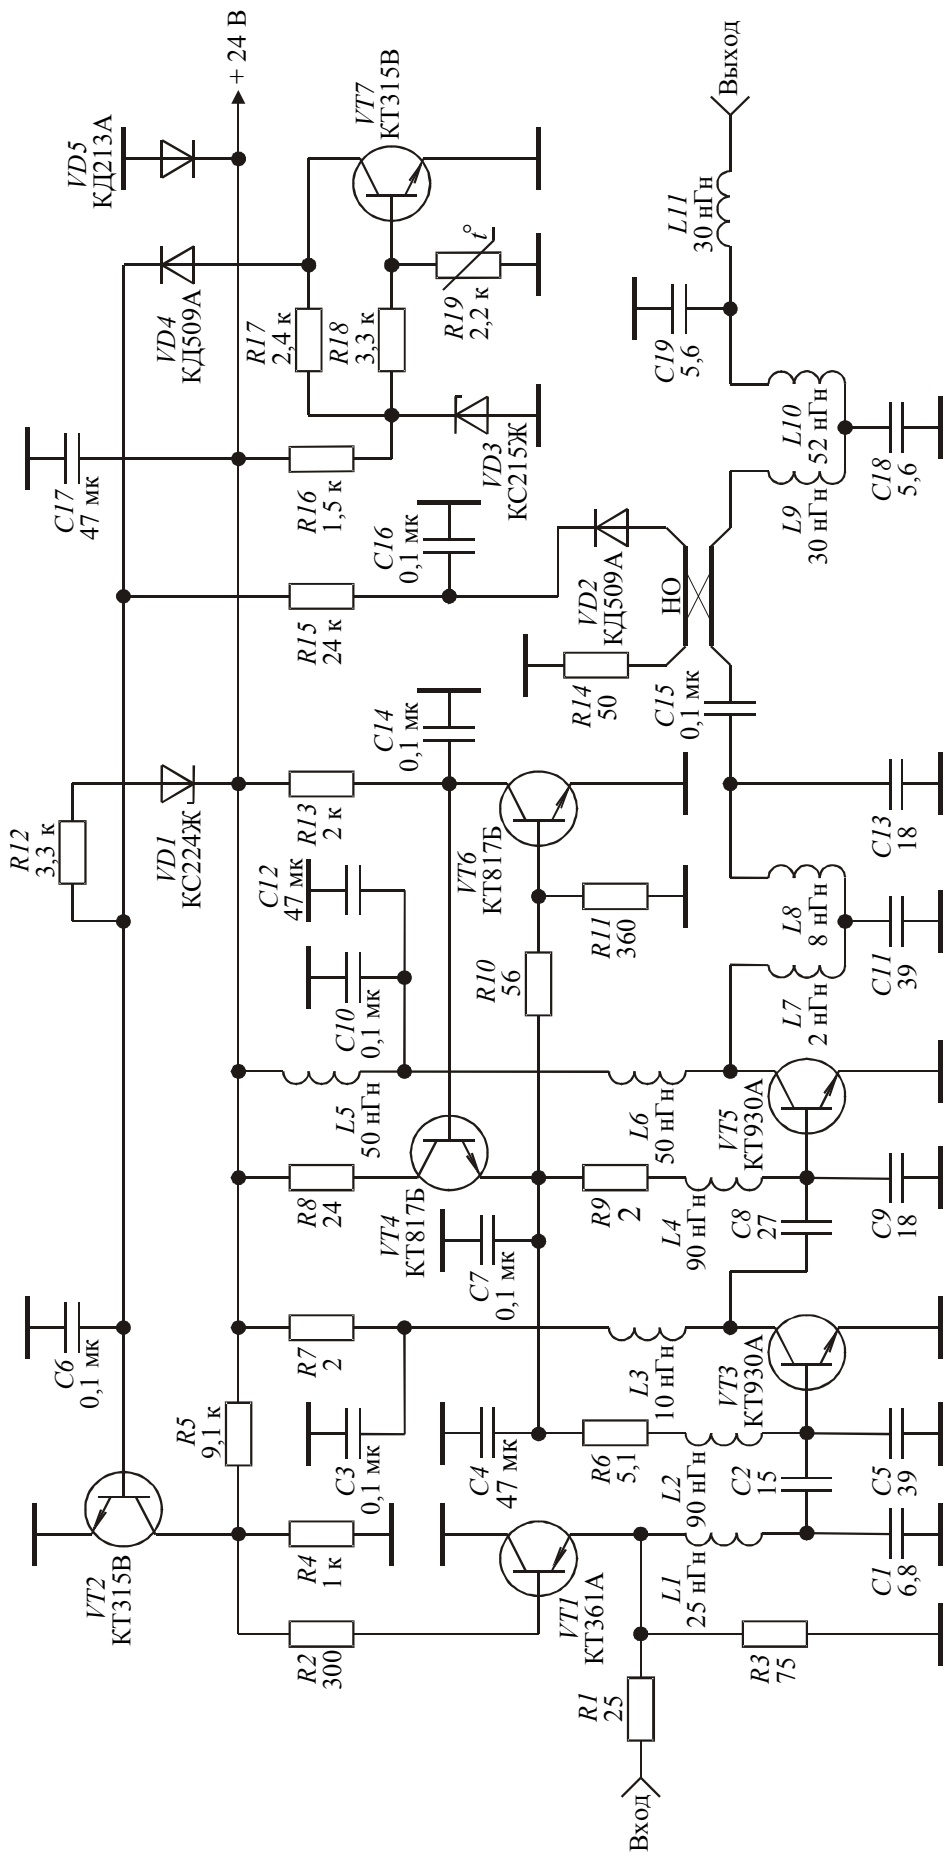 VT2
КТ315В
C6
0,1 мк
R12
3,3 к
VD1
КС224Ж
C17
47 мк
VD4
КД509А
VD5
КД213А
+ 24 В
R5
9,1 к
R2
300
R4
1 к
C3
0,1 мк
R7
2
R8
24
L5
50 нГн
C10
0,1 мк
C12
47 мк
R13
2 к
C14
0,1 мк
R15
24 к
C16
0,1 мк
R16
1,5 к
R17
2,4 к
R18
3,3 к
VT7
КТ315В
VT1
КТ361А
C4
47 мк
C7
0,1 мк
VT4
КТ817Б
R10
56
VT6
КТ817Б
VD3
КС215Ж
R19
2,2 к
t°
R11
360
R14
50
VD2
КД509А
НО
Вход
R1
25
R3
75
L1
25 нГн
R6
5,1
L2
90 нГн
L3
10 нГн
R9
2
L4
90 нГн
L6
50 нГн
C15
0,1 мк
C19
5,6
L11
30 нГн
Выход
C2
15
VT3
КТ930А
C8
27
VT5
КТ930А
L7
2 нГн
L8
8 нГн
L9
30 нГн
L10
52 нГн
C1
6,8
C5
39
C9
18
C11
39
C13
18
C18
5,6